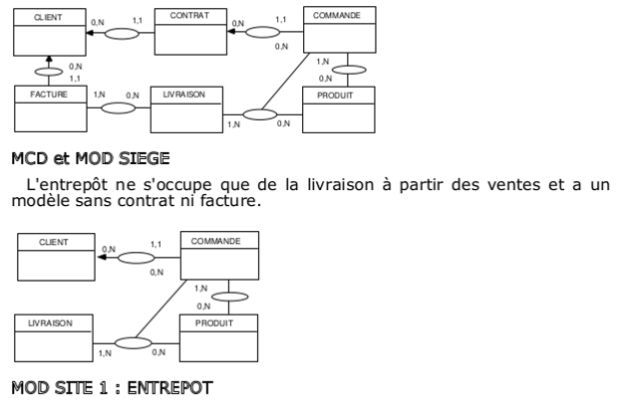 CLIENT 0,N 1,1 CONTRAT 0,N 1,1 COMMANDE
0,N
0,N 1,N
1,1 0,N
FACTURE 1,N 0,N LIVRAISON PRODUIT
1,N 0,N
MCD et MOD SIEGE
L'entrepôt ne s'occupe que de la livraison à partir des ventes et a un
modèle sans contrat ni facture.
CLIENT 0,N 1,1 COMMANDE
0,N
1,N
0,N
LIVRAISON PRODUIT
1,N 0,N
MOD SITE 1 : ENTREPOT